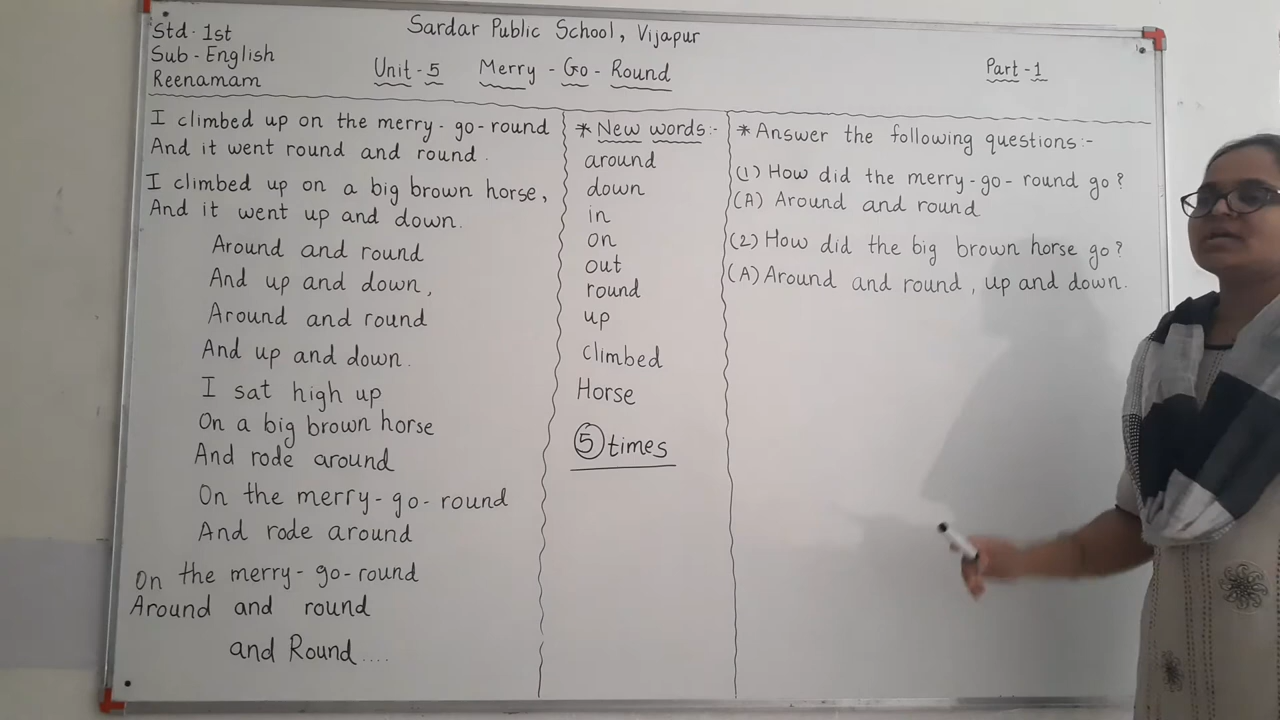 Std - 1st
Sub - English
Reenamam
Sardar Public School, Vijapur
Unit - 5 Merry - Go - Round
Part - 1
I climbed up on the merry - go - round
And it went round and round.
I climbed up on a big brown horse,
And it went up and down.
Around and round
And up and down,
Around and round
And up and down.
I sat high up
On a big brown horse
And rode around
On the merry - go - round
And rode around
On the merry - go - round
Around and round
and Round....
* New words :-
around
down
in
on
out
round
up
climbed
Horse
5 times
* Answer the following questions :-
(1) How did the merry - go - round go?
(A) Around and round
(2) How did the big brown horse go?
(A) Around and round, up and down.